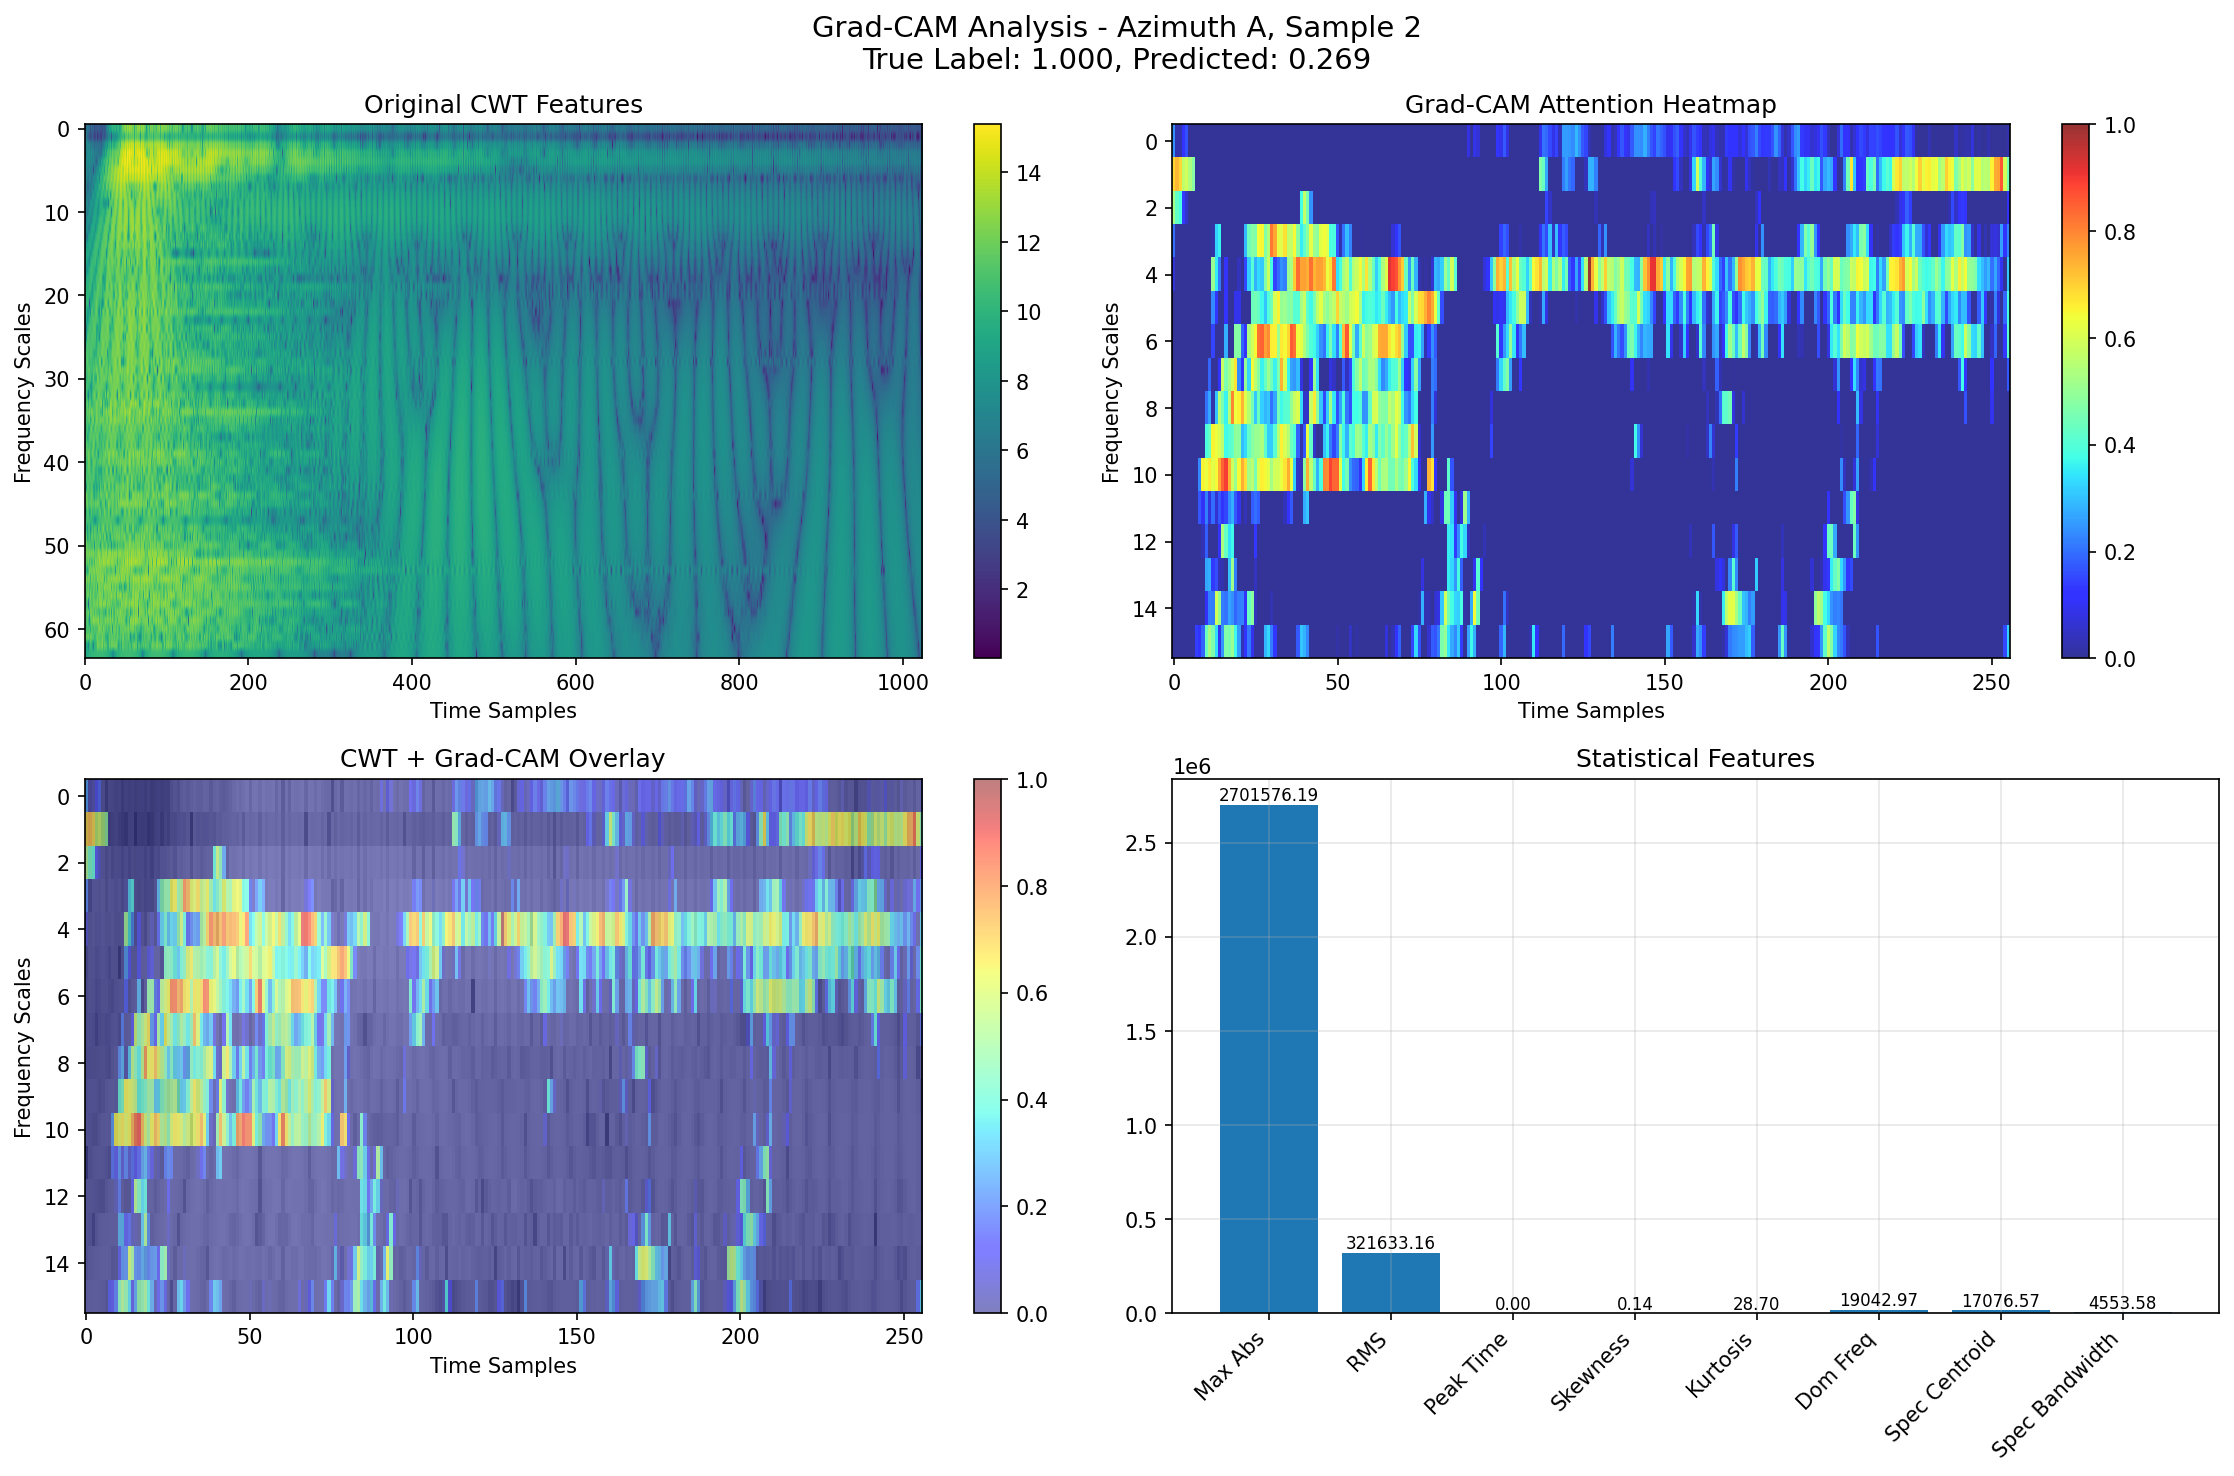 Grad-CAM Analysis - Azimuth A, Sample 2
True Label: 1.000, Predicted: 0.269
Original CWT Features
0
10
20
30
40
50
60
Frequency Scales
0 200 400 600 800 1000
Time Samples
14
12
10
8
6
4
2
Grad-CAM Attention Heatmap
0
2
4
6
8
10
12
14
Frequency Scales
0 50 100 150 200 250
Time Samples
1.0
0.8
0.6
0.4
0.2
0.0
CWT + Grad-CAM Overlay
0
2
4
6
8
10
12
14
Frequency Scales
0 50 100 150 200 250
Time Samples
1.0
0.8
0.6
0.4
0.2
0.0
Statistical Features
1e6
2.5
2.0
1.5
1.0
0.5
0.0
2701576.19
321633.16
0.00
0.14
28.70
19042.97
17076.57
4553.58
Max Abs
RMS
Peak Time
Skewness
Kurtosis
Dom Freq
Spec Centroid
Spec Bandwidth